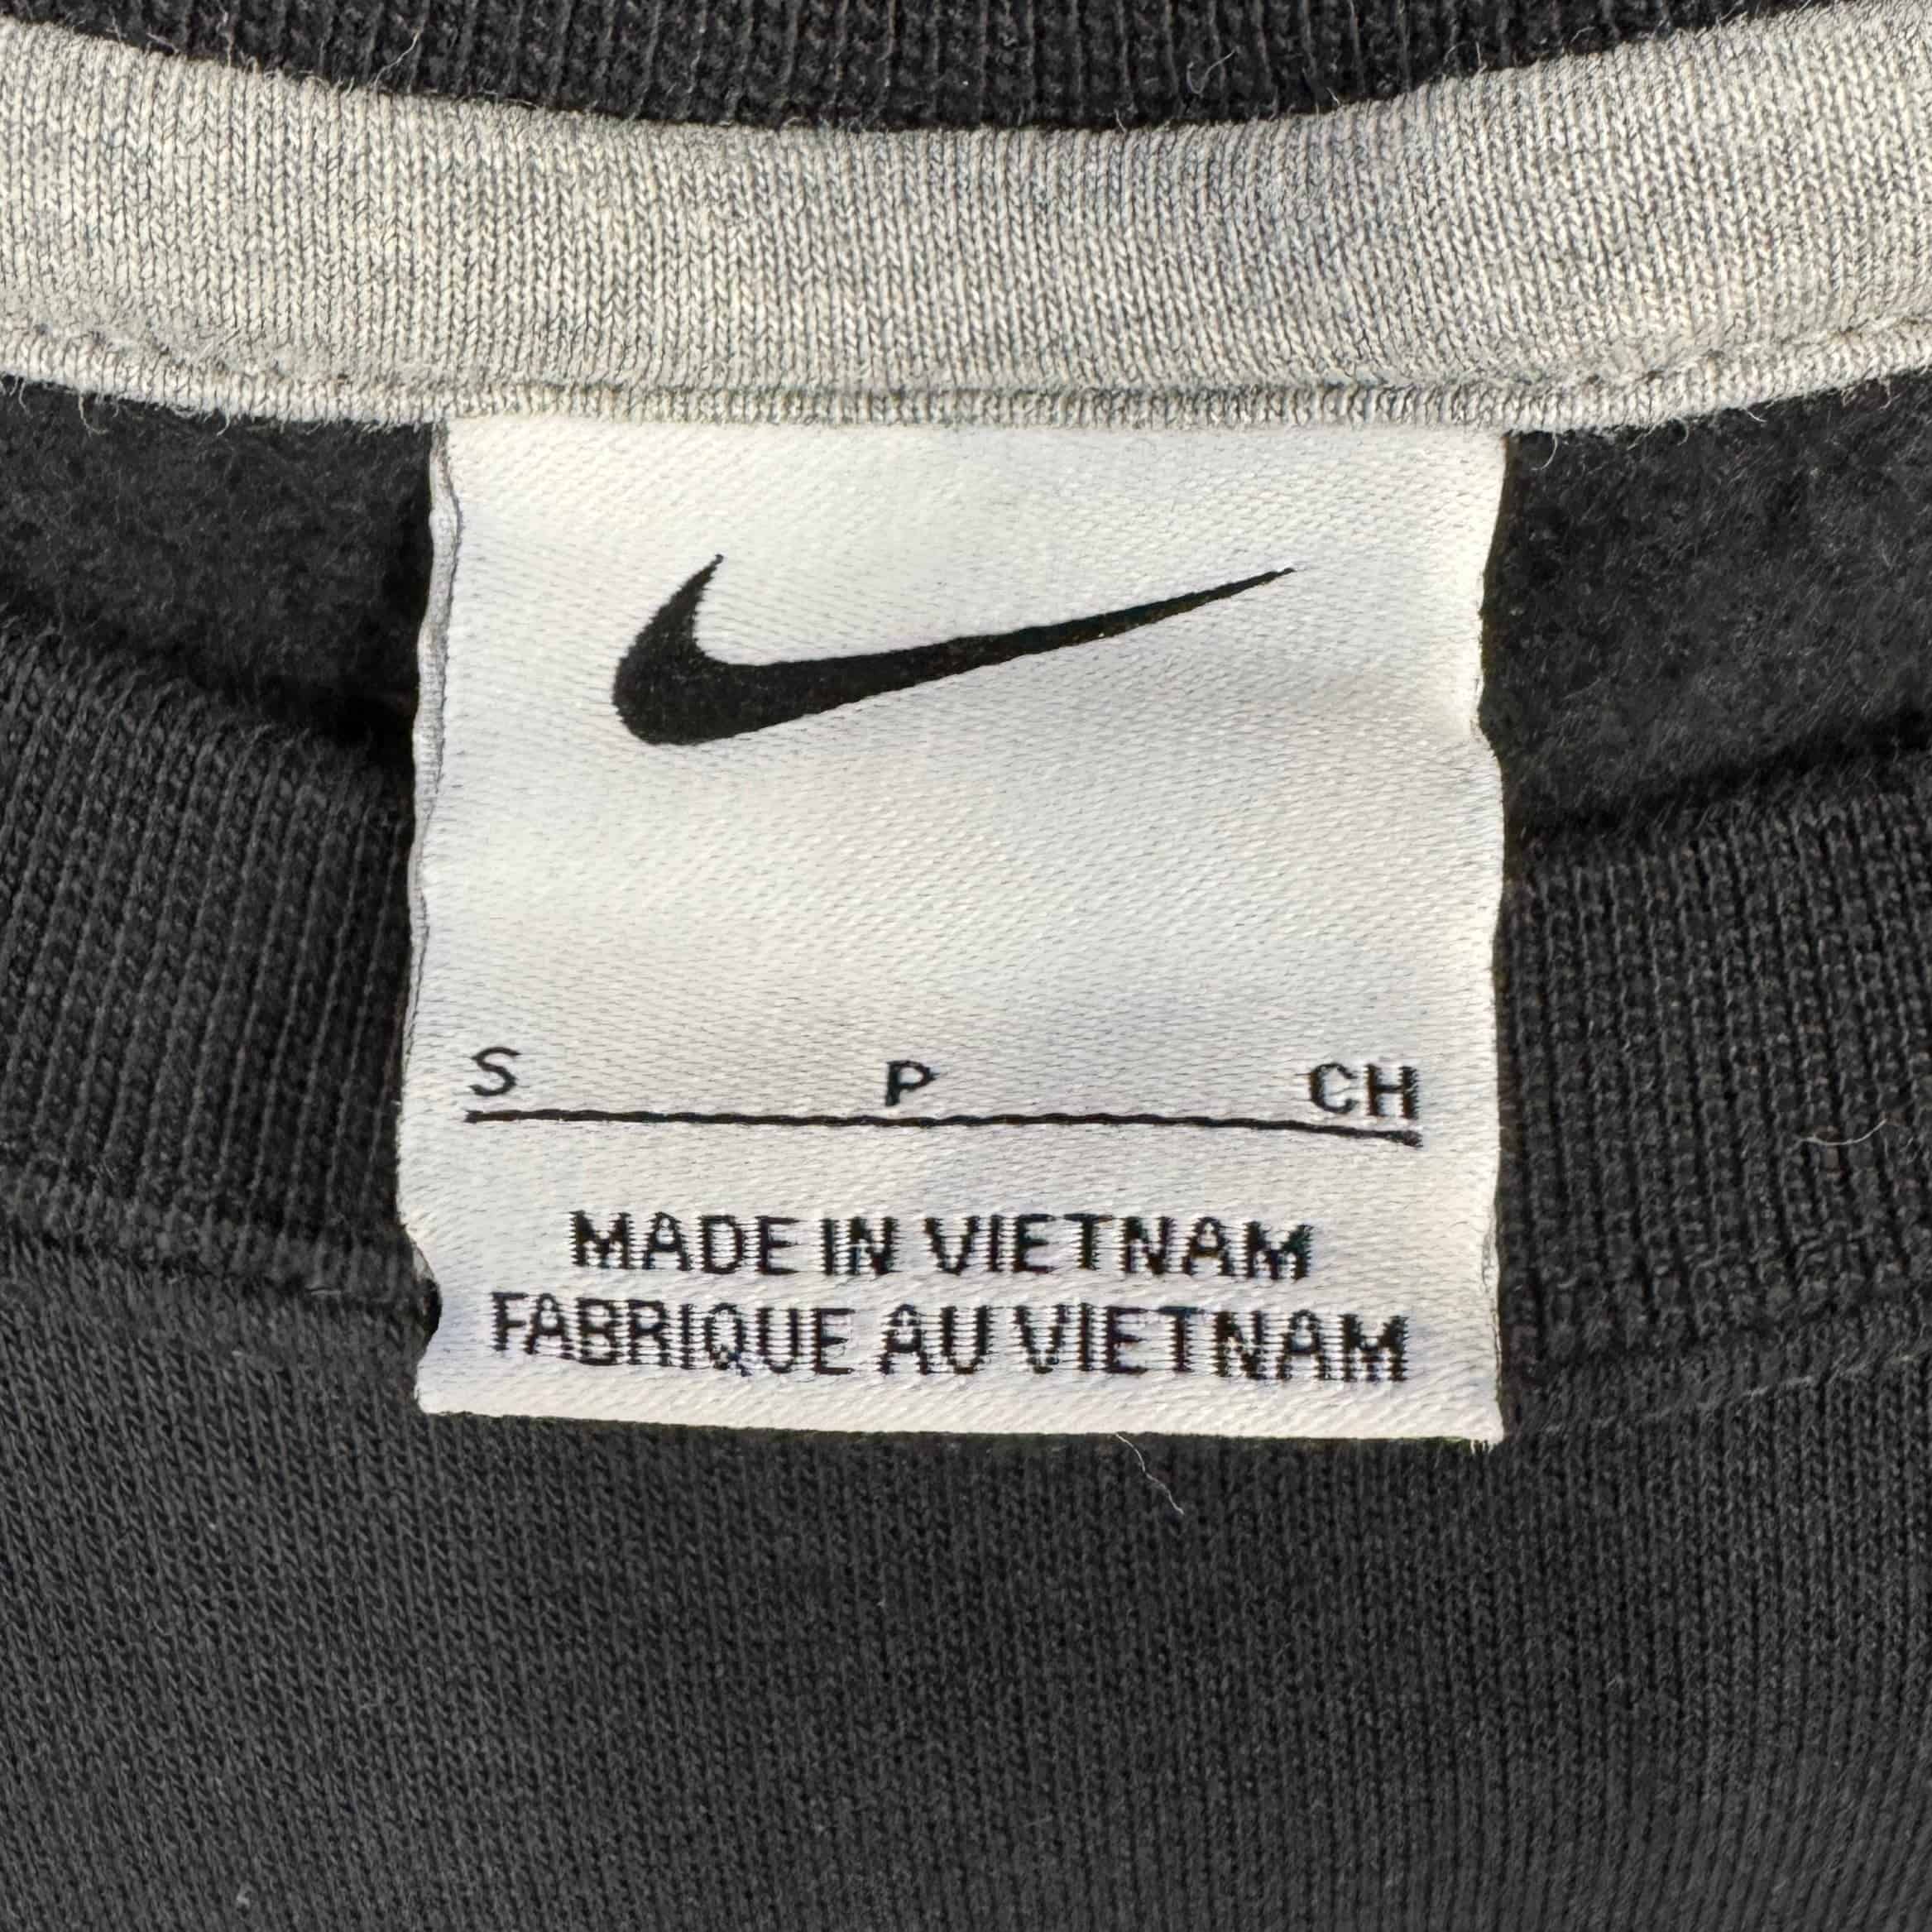 S P CH
MADE IN VIETNAM
FABRIQUE AU VIETNAM